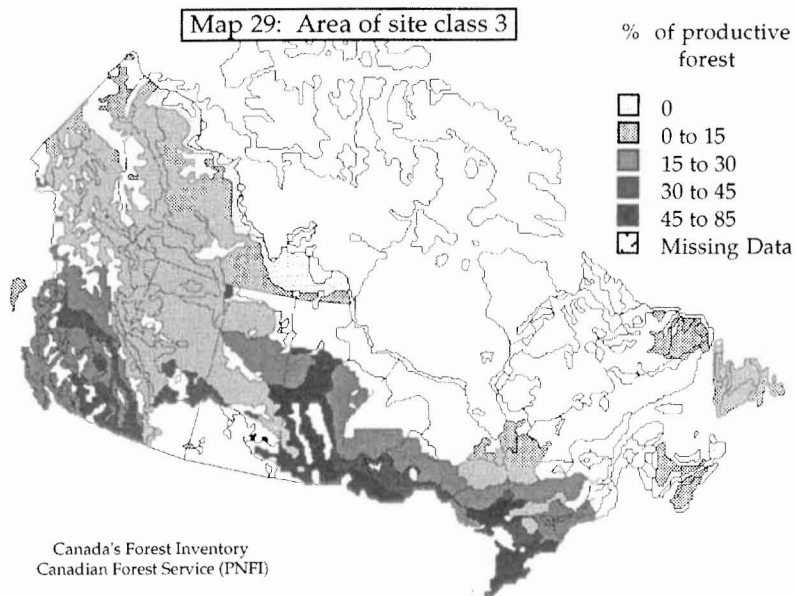 Map 29: Area of site class 3
% of productive
forest
0
0 to 15
15 to 30
30 to 45
45 to 85
Missing Data
Canada's Forest Inventory
Canadian Forest Service (PNFI)